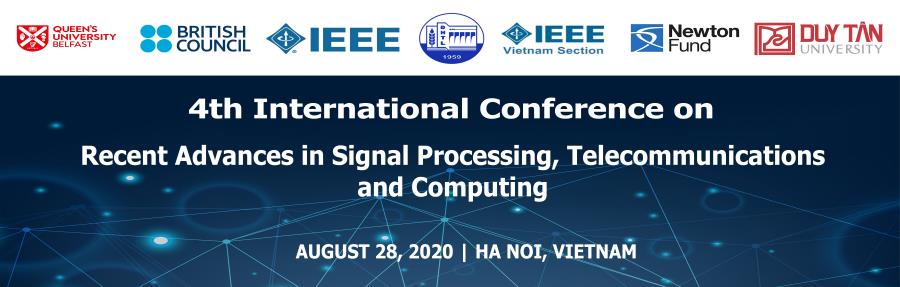 QUEEN'S
UNIVERSITY
BELFAST
BRITISH
COUNCIL
IEEE
ĐHTL
1959
IEEE
Vietnam Section
Newton
Fund
DUY TÂN
UNIVERSITY
4th International Conference on
Recent Advances in Signal Processing, Telecommunications
and Computing
AUGUST 28, 2020 | HA NOI, VIETNAM